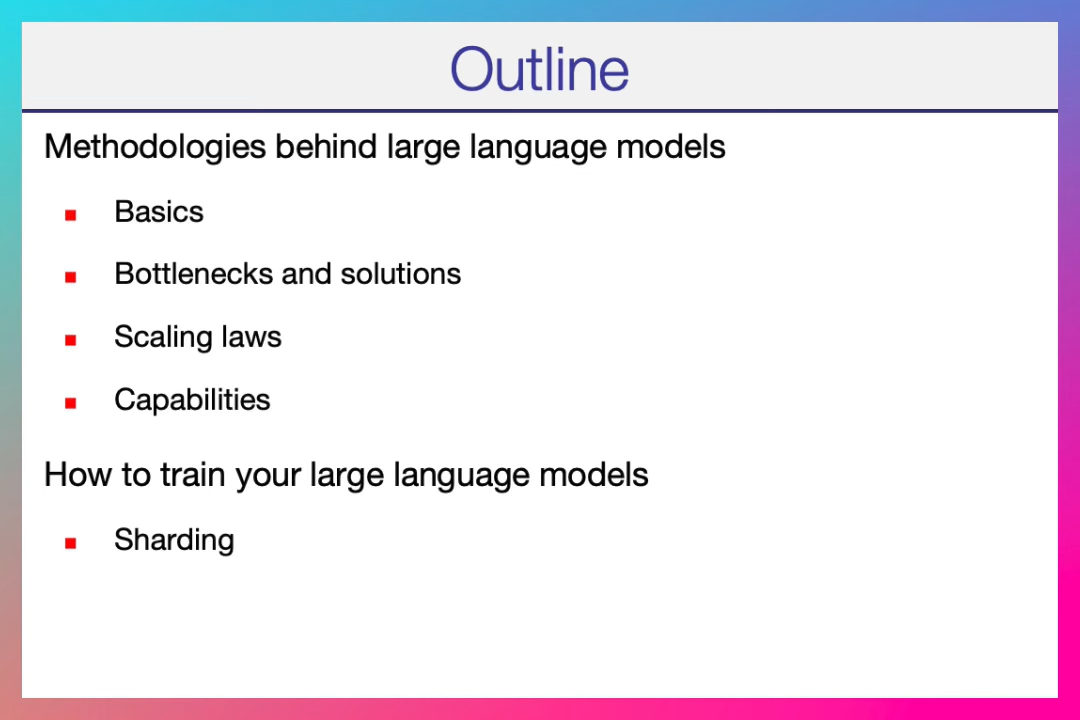 Outline
Methodologies behind large language models
Basics
Bottlenecks and solutions
Scaling laws
Capabilities
How to train your large language models
Sharding